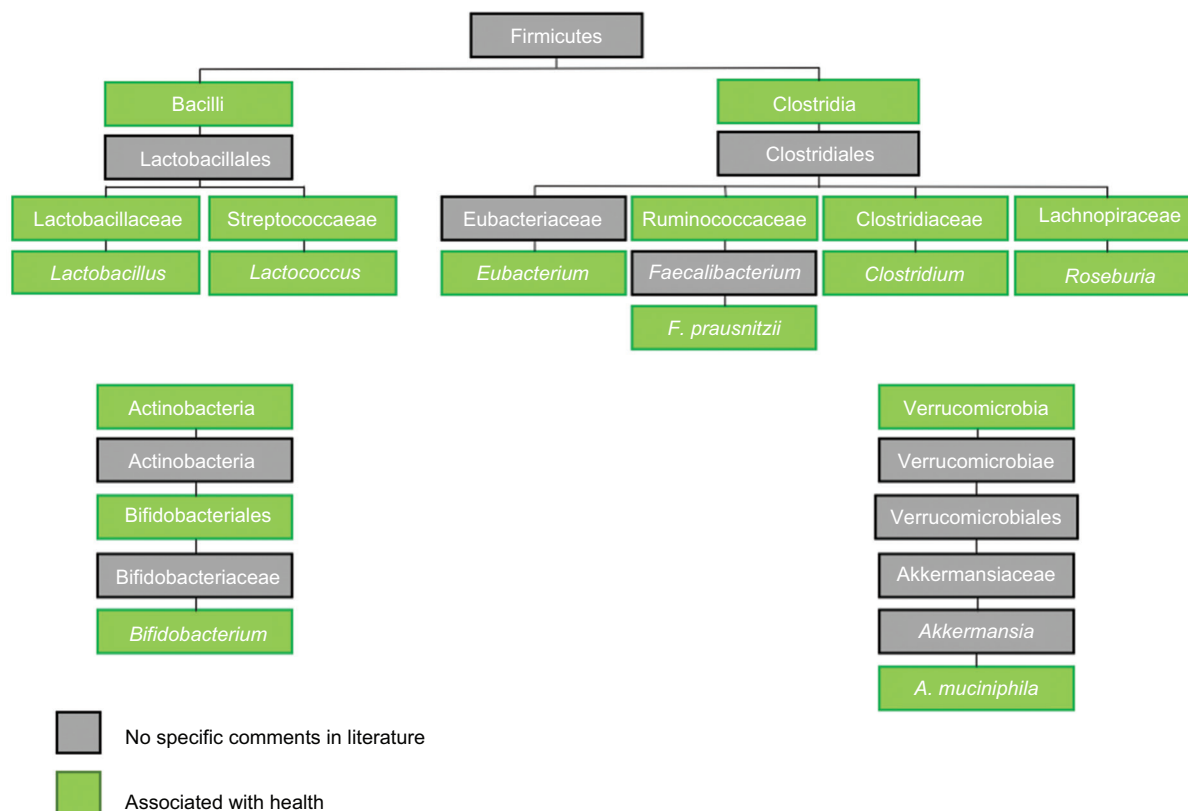 Firmicutes
Bacilli
Clostridia
Lactobacillales
Clostridiales
Lactobacillaceae
Streptococcaeae
Eubacteriaceae
Ruminococcaceae
Clostridiaceae
Lachnopiraceae
Lactobacillus
Lactococcus
Eubacterium
Faecalibacterium
Clostridium
Roseburia
F. prausnitzii
Actinobacteria
Actinobacteria
Bifidobacteriales
Bifidobacteriaceae
Bifidobacterium
Verrucomicrobia
Verrucomicrobiae
Verrucomicrobiales
Akkermansiaceae
Akkermansia
A. muciniphila
No specific comments in literature
Associated with health